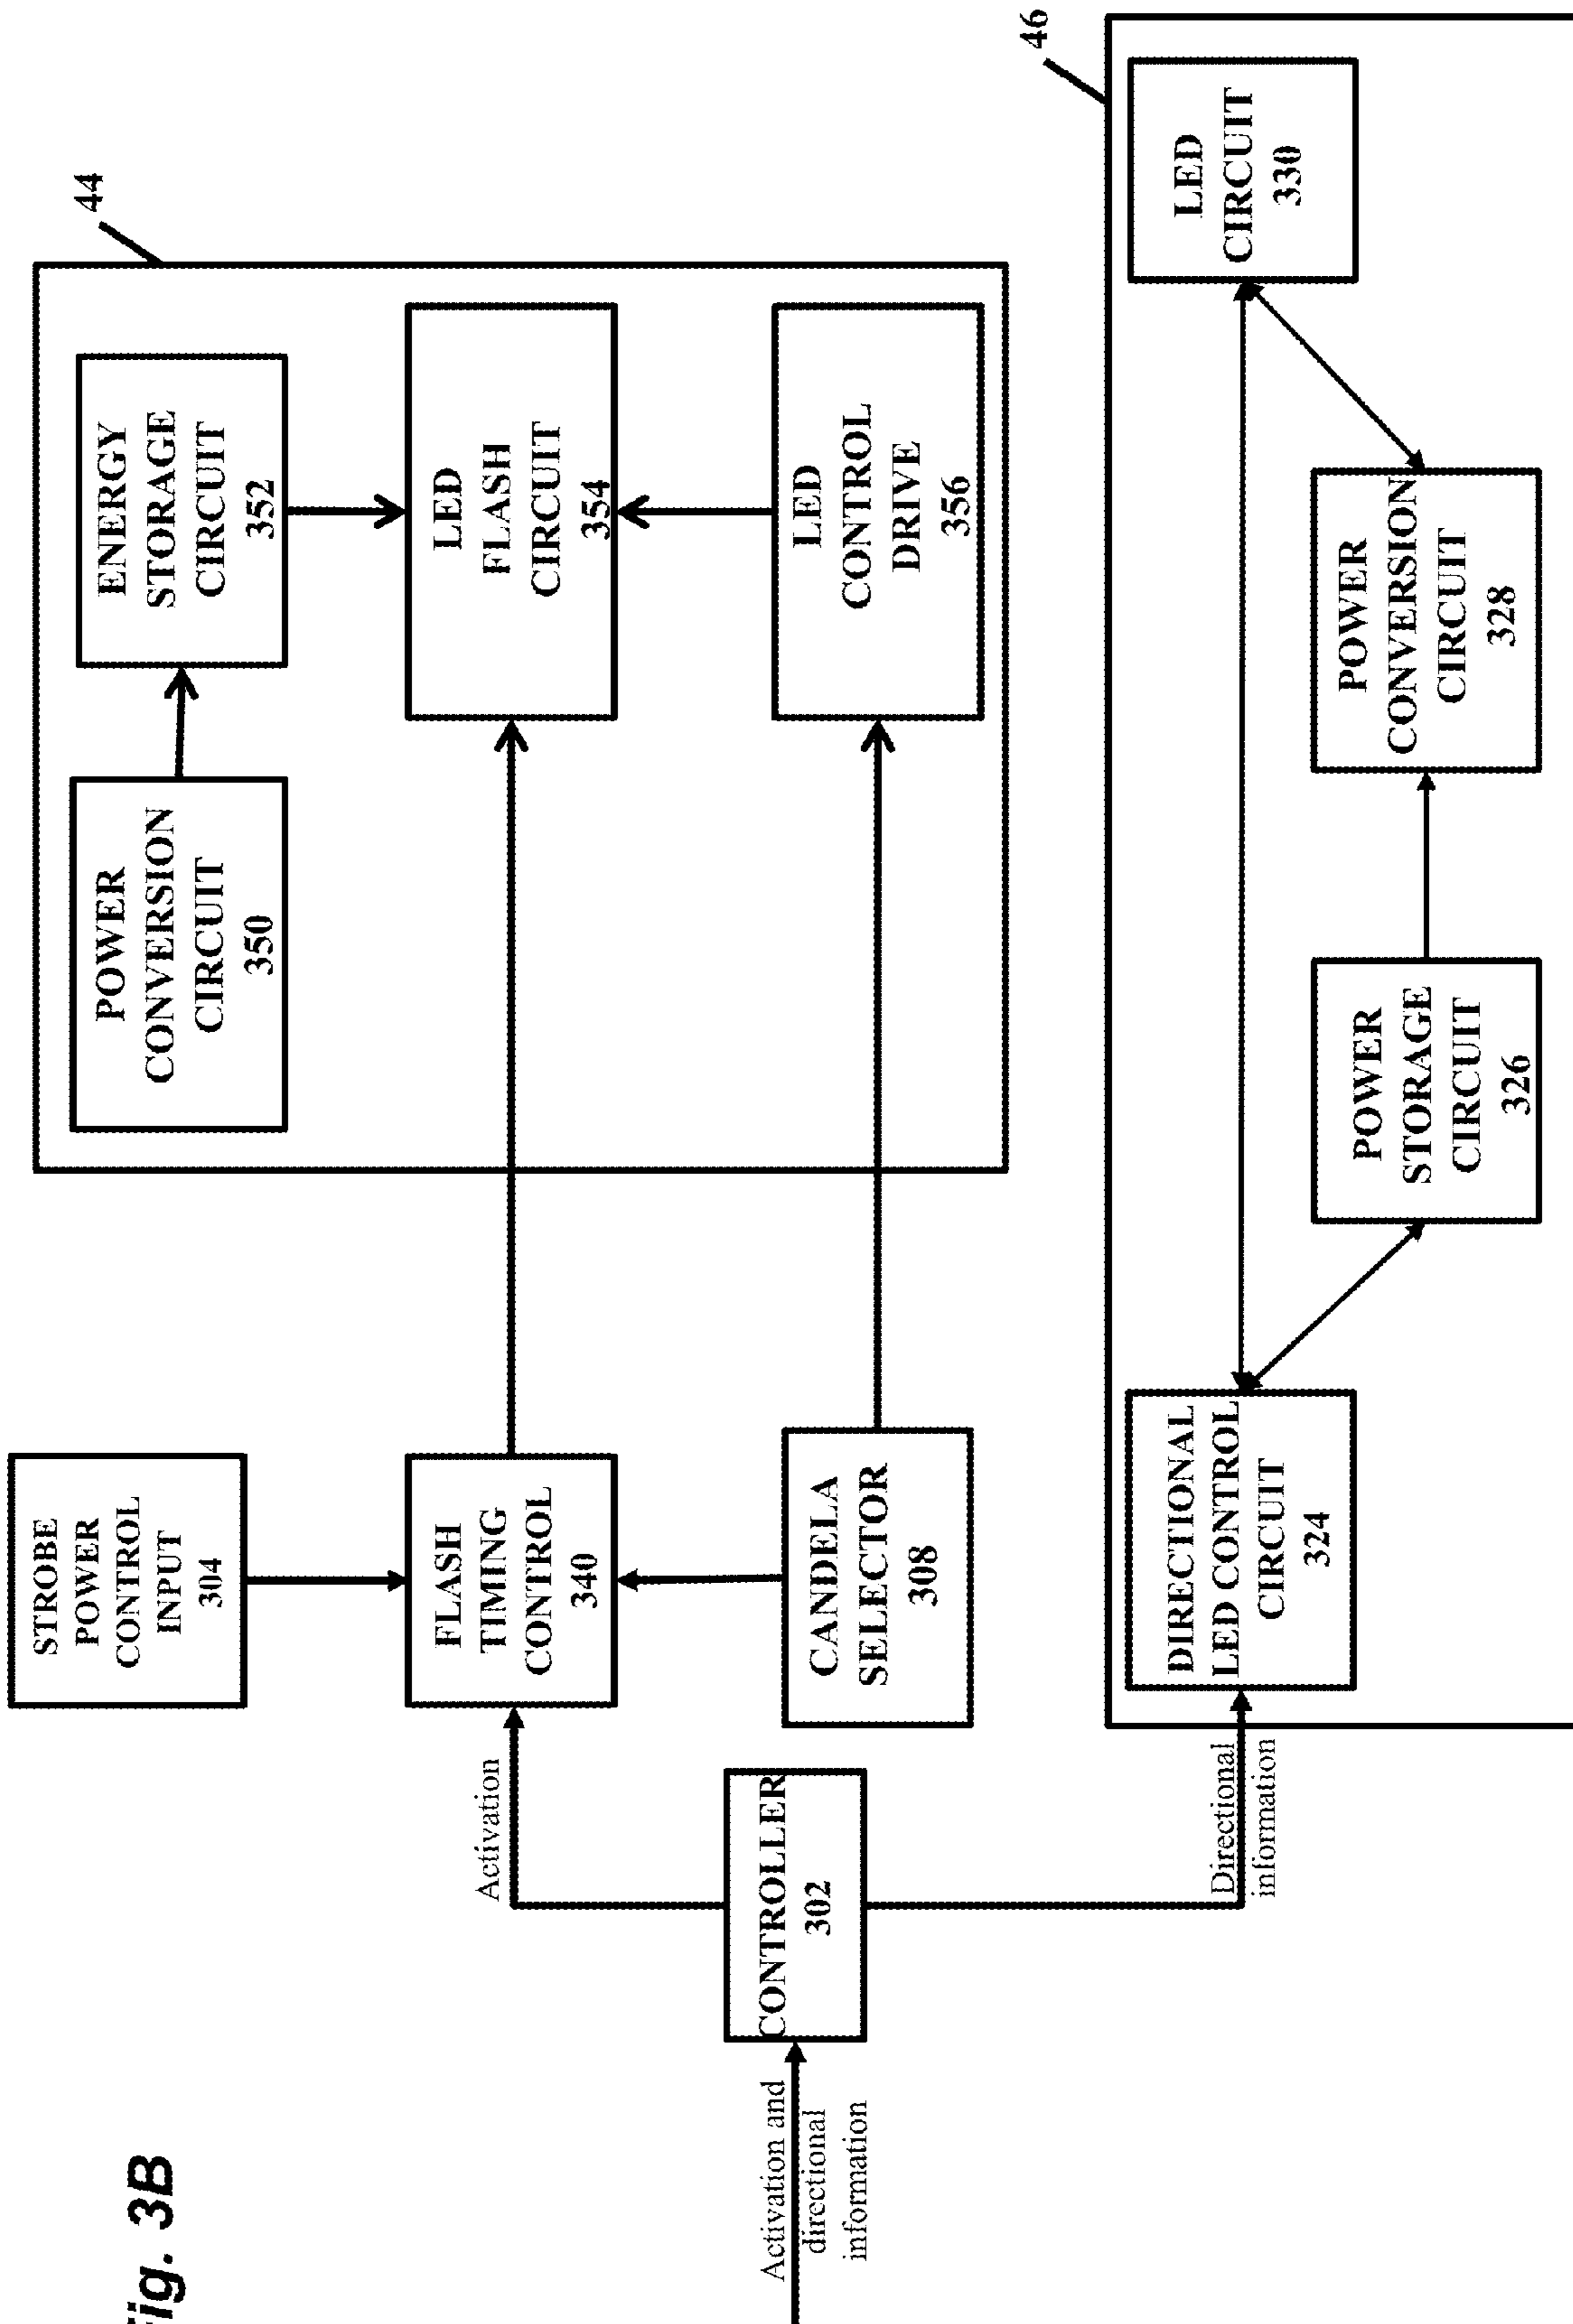 Fig. 3B
STROBE
POWER
CONTROL
INPUT
304
POWER
CONVERSION
CIRCUIT
350
ENERGY
STORAGE
CIRCUIT
352
44
Activation
FLASH
TIMING
CONTROL
340
LED
FLASH
CIRCUIT
354
Activation and
directional
information
CONTROLLER
302
CANDELA
SELECTOR
308
LED
CONTROL
DRIVE
356
46
Directional
information
DIRECTIONAL
LED CONTROL
CIRCUIT
324
POWER
STORAGE
CIRCUIT
326
POWER
CONVERSION
CIRCUIT
328
LED
CIRCUIT
330